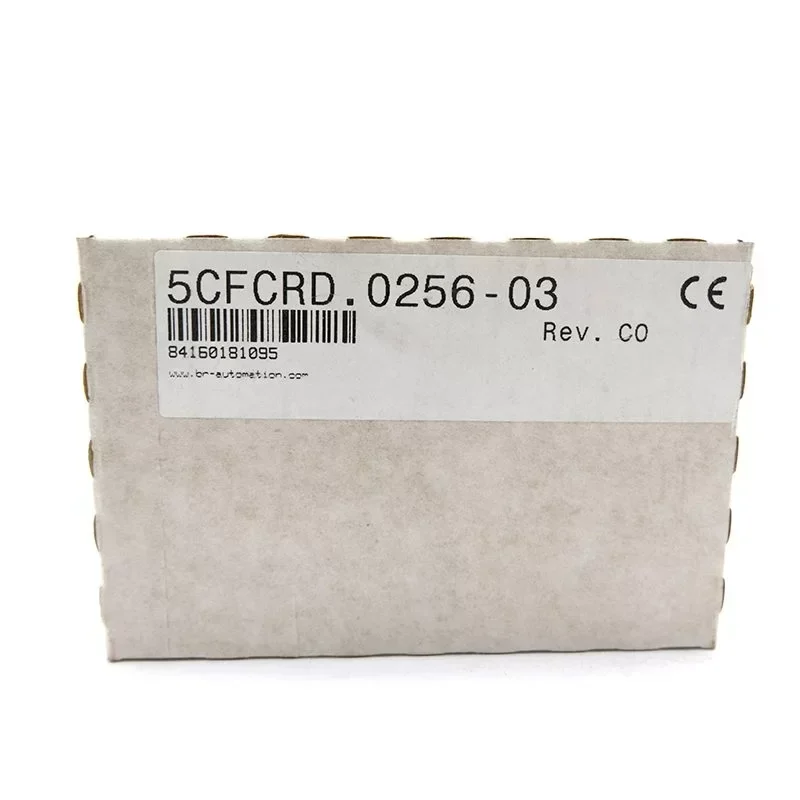 5CFCRD.0256-03 CE
Rev. C0
84160181095
www.br-automation.com